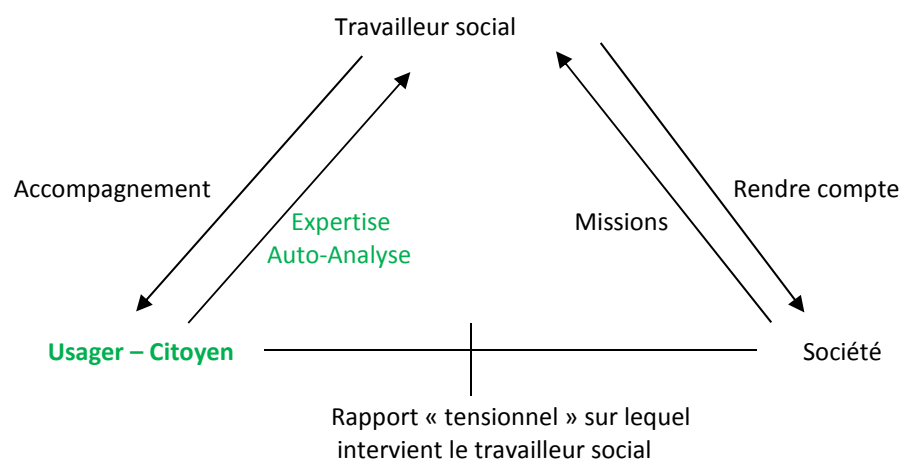 Travailleur social
Accompagnement
Rendre compte
Expertise
Auto-Analyse
Missions
Usager – Citoyen
Société
Rapport « tensionnel » sur lequel
intervient le travailleur social